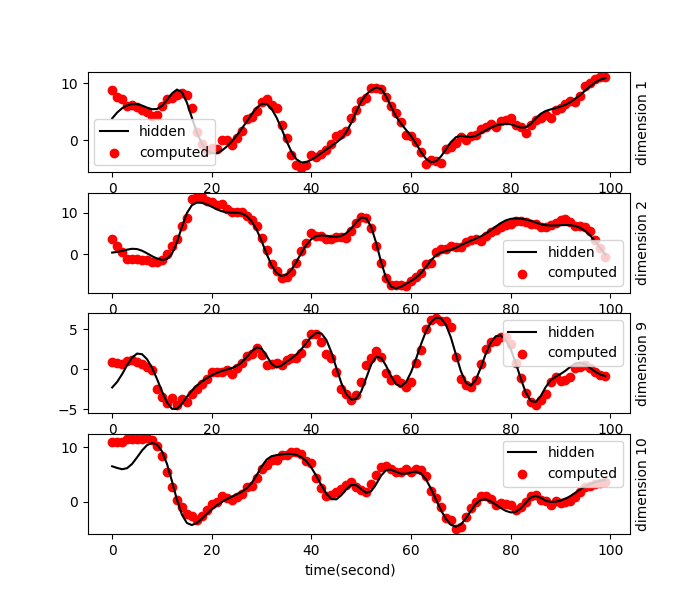 10
0
hidden
computed
dimension 1
0 20 40 60 80 100
10
0
hidden
computed
dimension 2
0 20 40 60 80 100
5
0
−5
hidden
computed
dimension 9
0 20 40 60 80 100
10
0
hidden
computed
dimension 10
0 20 40 60 80 100
time(second)